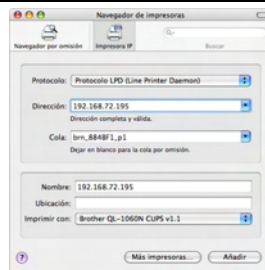 Navegador de impresoras
Navegador por omisión
Impresora IP
Buscar
Protocolo: Protocolo LPD (Line Printer Daemon)
Dirección: 192.168.72.195
Dirección completa y válida.
Cola: brn_8848F1_p1
Dejar en blanco para la cola por omisión.
Nombre: 192.168.72.195
Ubicación:
Imprimir con: Brother QL-1060N CUPS v1.1
?
Más impresoras...
Añadir